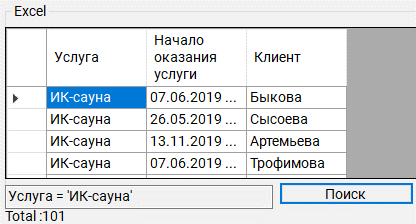 Excel
Услуга Начало оказания услуги Клиент
ИК-сауна 07.06.2019 ... Быкова
ИК-сауна 26.05.2019 ... Сысоева
ИК-сауна 13.11.2019 ... Артемьева
ИК-сауна 07.06.2019 ... Трофимова
Услуга = 'ИК-сауна' Поиск
Total :101